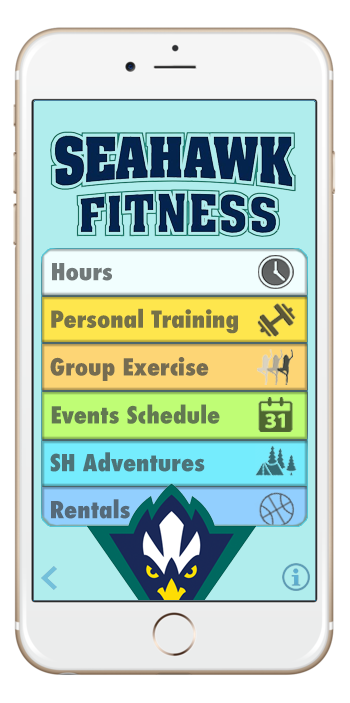 SEAHAWK
FITNESS
Hours
Personal Training
Group Exercise
Events Schedule
31
SH Adventures
Rentals
i